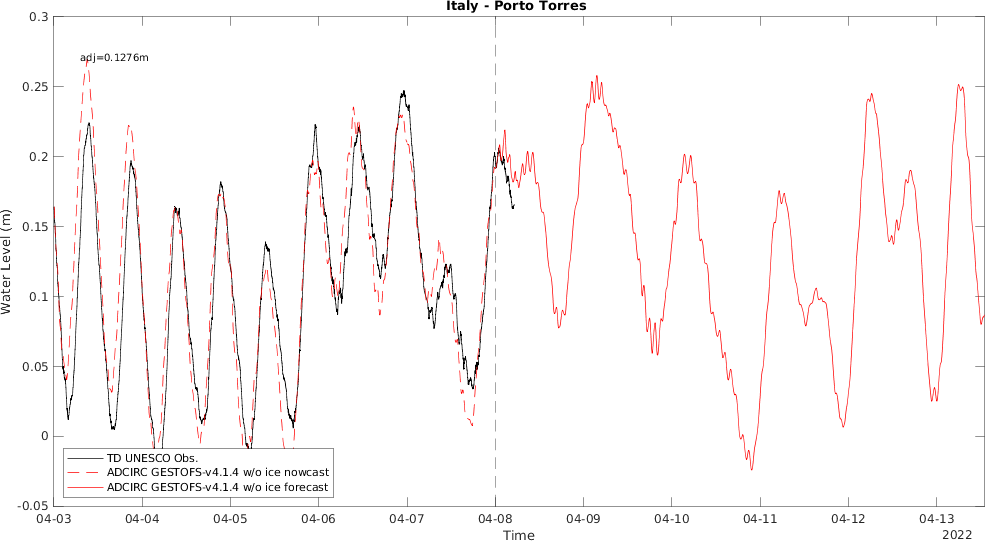 Italy - Porto Torres
adj=0.1276m
0.3
0.25
0.2
0.15
0.1
0.05
0
-0.05
Water Level (m)
TD UNESCO Obs.
ADCIRC GESTOFS-v4.1.4 w/o ice nowcast
ADCIRC GESTOFS-v4.1.4 w/o ice forecast
04-03 04-04 04-05 04-06 04-07 04-08 04-09 04-10 04-11 04-12 04-13
Time
2022